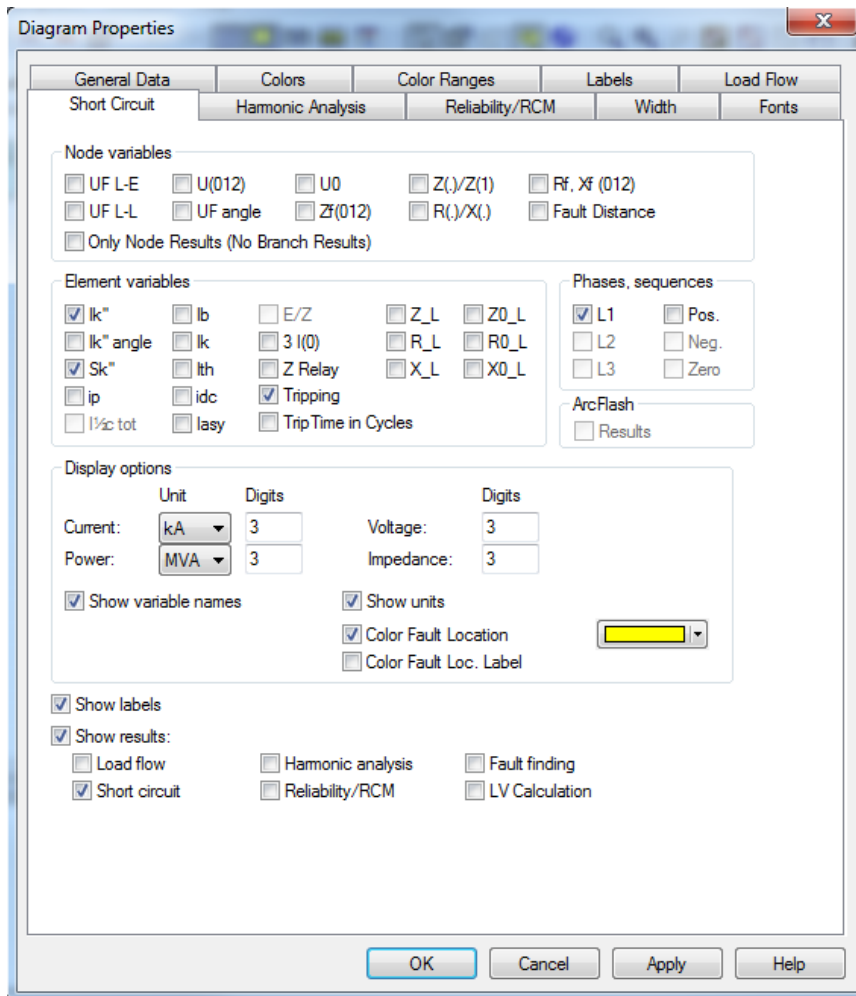 Diagram Properties
General Data Colors Color Ranges Labels Load Flow
Short Circuit Harmonic Analysis Reliability/RCM Width Fonts
Node variables
UF L-E U(012) U0 Z(.)/Z(1) Rf, Xf (012)
UF L-L UF angle Zf(012) R(.)/X(.) Fault Distance
Only Node Results (No Branch Results)
Element variables Phases, sequences
Ik" Ib E/Z Z_L Z0_L L1 Pos.
Ik" angle Ik 3 I(0) R_L R0_L L2 Neg.
Sk" Ith Z Relay X_L X0_L L3 Zero
ip idc Tripping ArcFlash
I½c tot Iasy TripTime in Cycles Results
Display options
Unit Digits Digits
Current: kA 3 Voltage: 3
Power: MVA 3 Impedance: 3
Show variable names Show units
Color Fault Location
Color Fault Loc. Label
Show labels
Show results:
Load flow Harmonic analysis Fault finding
Short circuit Reliability/RCM LV Calculation
OK Cancel Apply Help